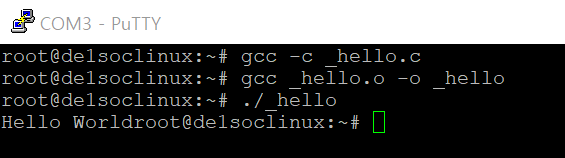 COM3 - PuTTY
root@de1soclinux:~# gcc -c _hello.c
root@de1soclinux:~# gcc _hello.o -o _hello
root@de1soclinux:~# ./_hello
Hello Worldroot@de1soclinux:~#